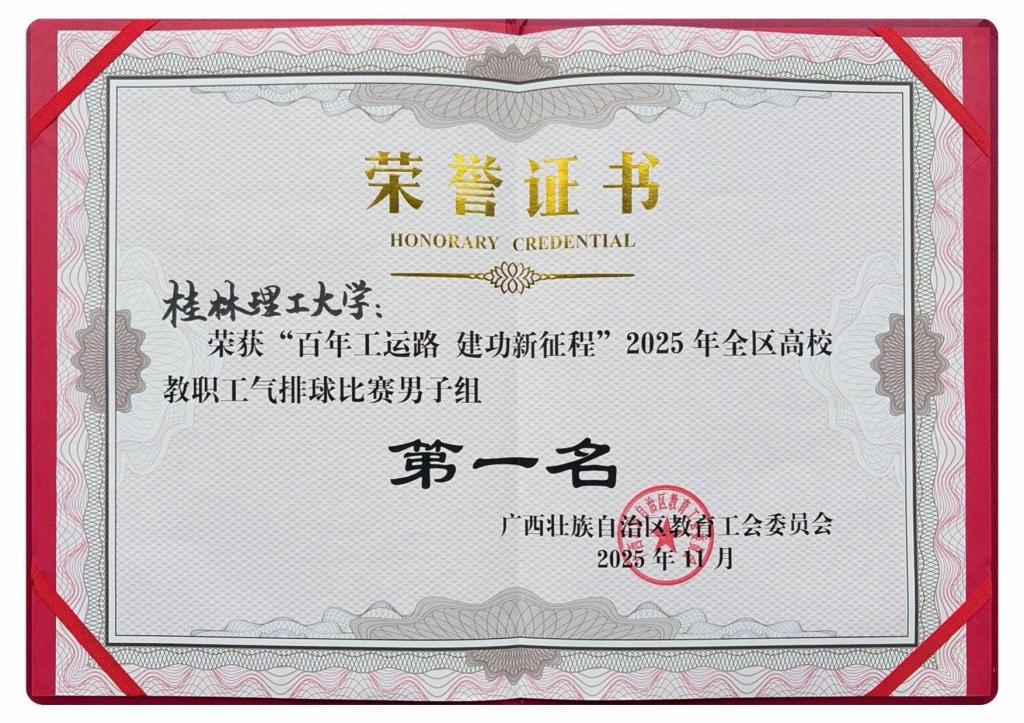 荣誉证书
HONORARY CREDENTIAL
桂林理工大学：
荣获“百年工运路 建功新征程”2025年全区高校
教职工气排球比赛男子组
第一名
广西壮族自治区教育工会委员会
2025年11月